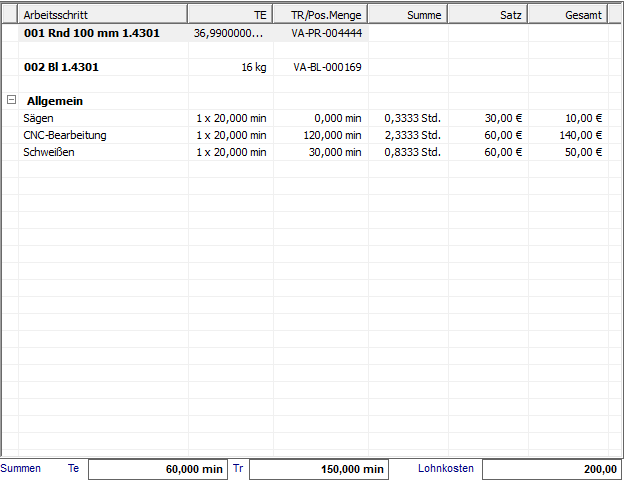 Arbeitsschritt TE TR/Pos.Menge Summe Satz Gesamt
001 Rnd 100 mm 1.4301 36,9900000... VA-PR-004444
002 Bl 1.4301 16 kg VA-BL-000169
Allgemein
Sägen 1 x 20,000 min 0,000 min 0,3333 Std. 30,00 € 10,00 €
CNC-Bearbeitung 1 x 20,000 min 120,000 min 2,3333 Std. 60,00 € 140,00 €
Schweißen 1 x 20,000 min 30,000 min 0,8333 Std. 60,00 € 50,00 €
Summen Te 60,000 min Tr 150,000 min Lohnkosten 200,00